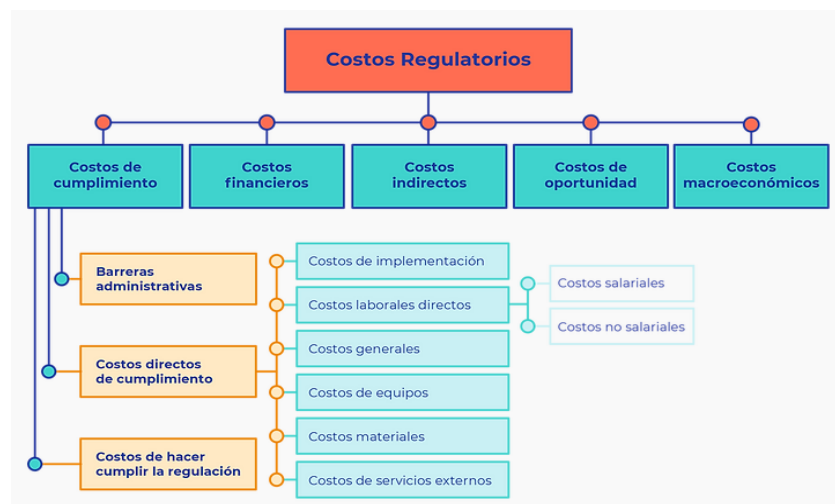 Costos Regulatorios
Costos de
cumplimiento
Costos
financieros
Costos
indirectos
Costos de
oportunidad
Costos
macroeconómicos
Barreras
administrativas
Costos directos
de cumplimiento
Costos de hacer
cumplir la regulación
Costos de implementación
Costos laborales directos
Costos generales
Costos de equipos
Costos materiales
Costos de servicios externos
Costos salariales
Costos no salariales